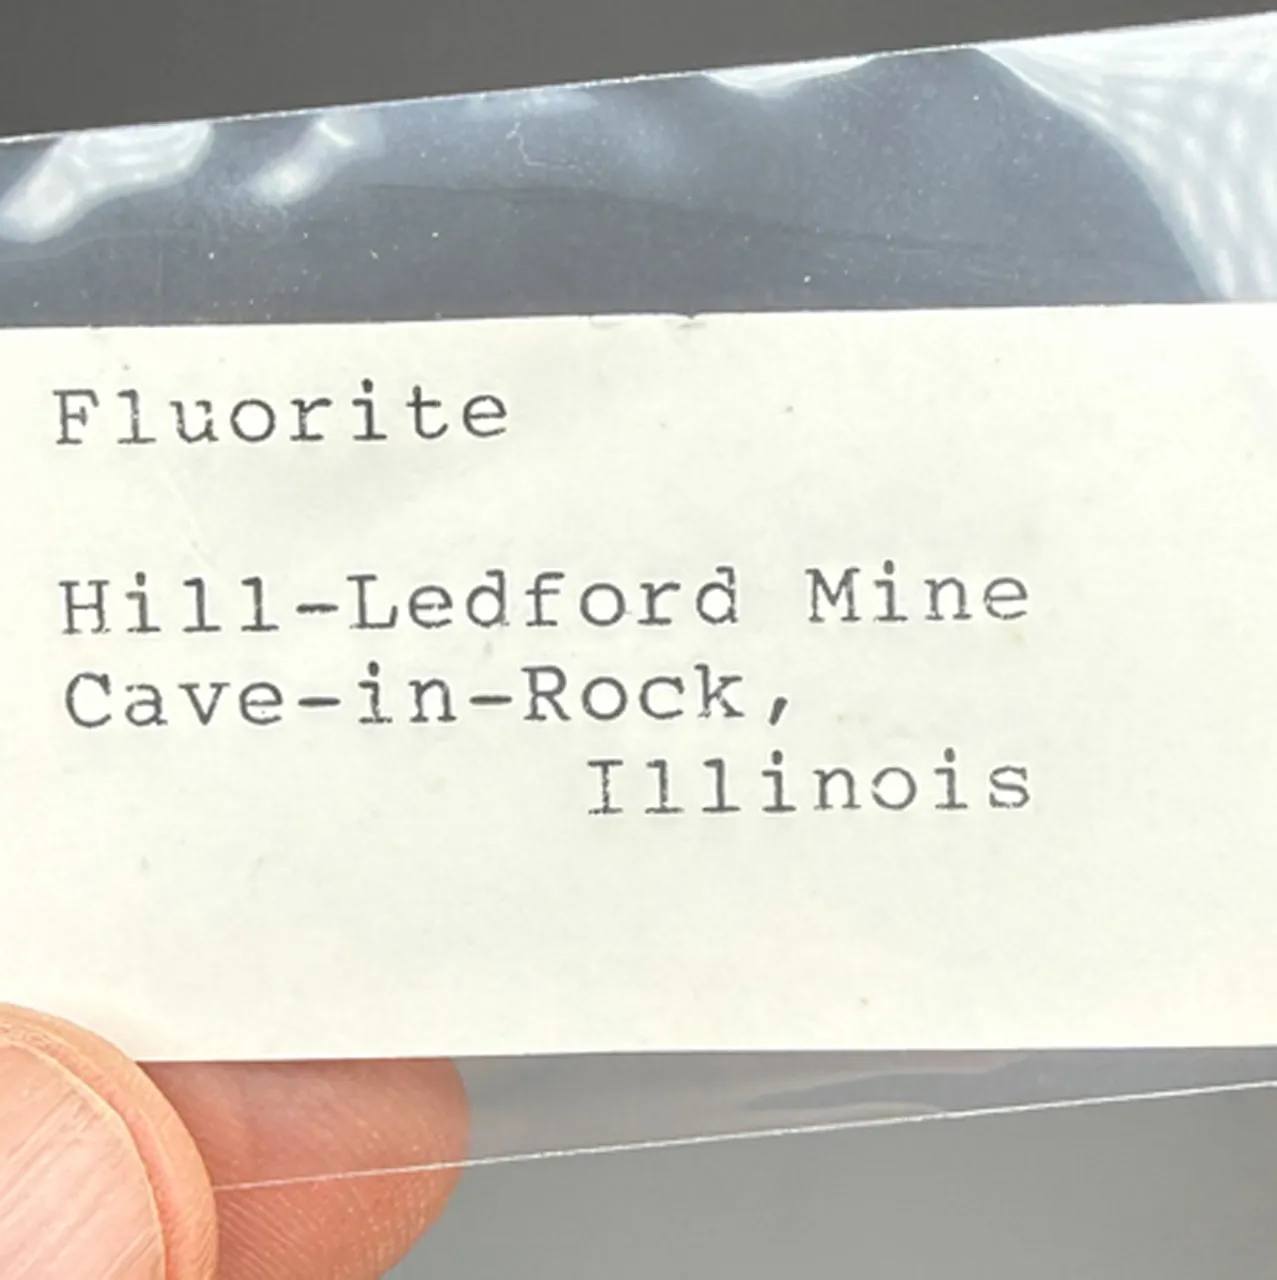 Fluorite
Hill-Ledford Mine
Cave-in-Rock,
Illinois